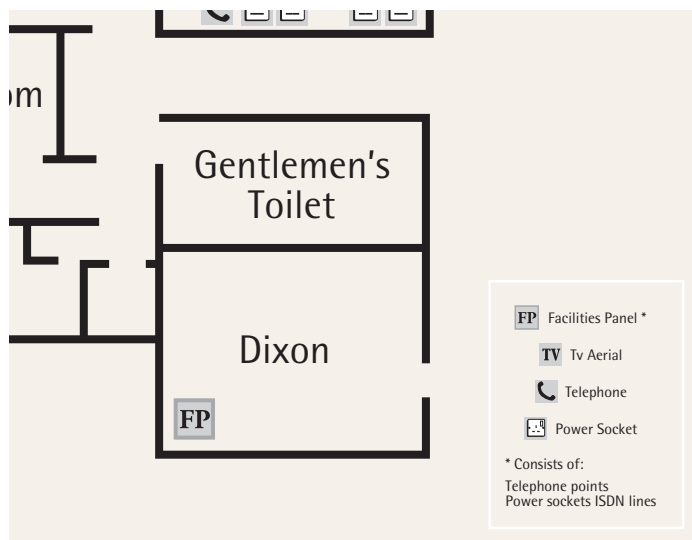 om
Gentlemen's
Toilet
Dixon
FP
FP Facilities Panel *
TV Tv Aerial
Telephone
Power Socket
* Consists of:
Telephone points
Power sockets ISDN lines